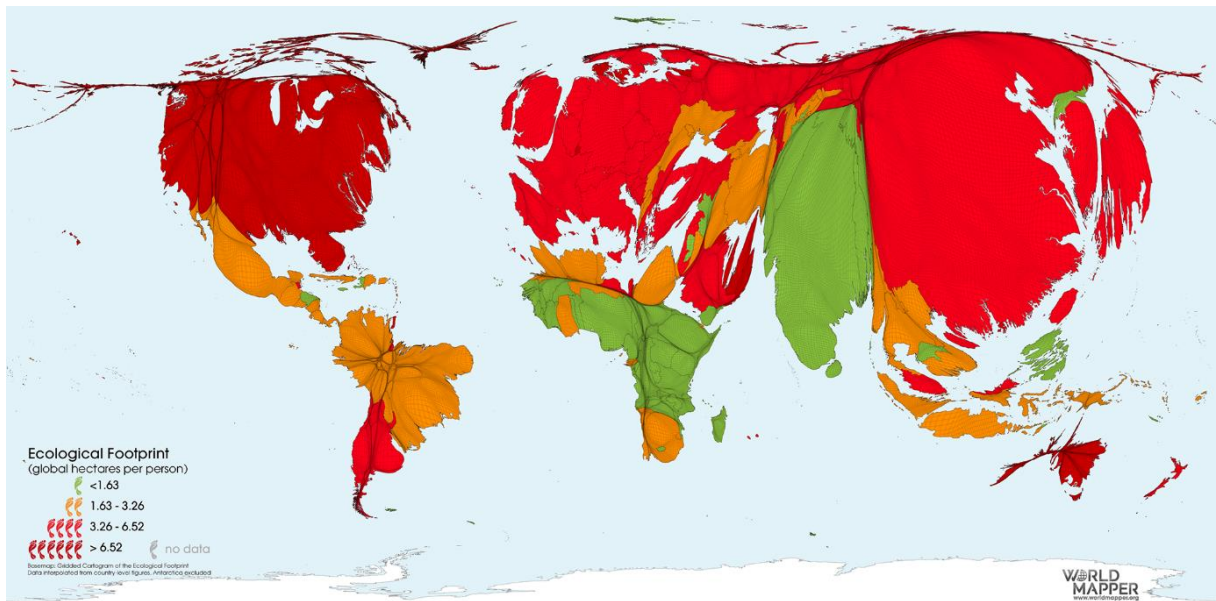 Ecological Footprint
(global hectares per person)
<1.63
1.63 - 3.26
3.26 - 6.52
> 6.52
no data
Basemap: Gridded Cartogram of the Ecological Footprint
Data interpolated from country level figures. Antarctica excluded
WORLD
MAPPER
www.worldmapper.org